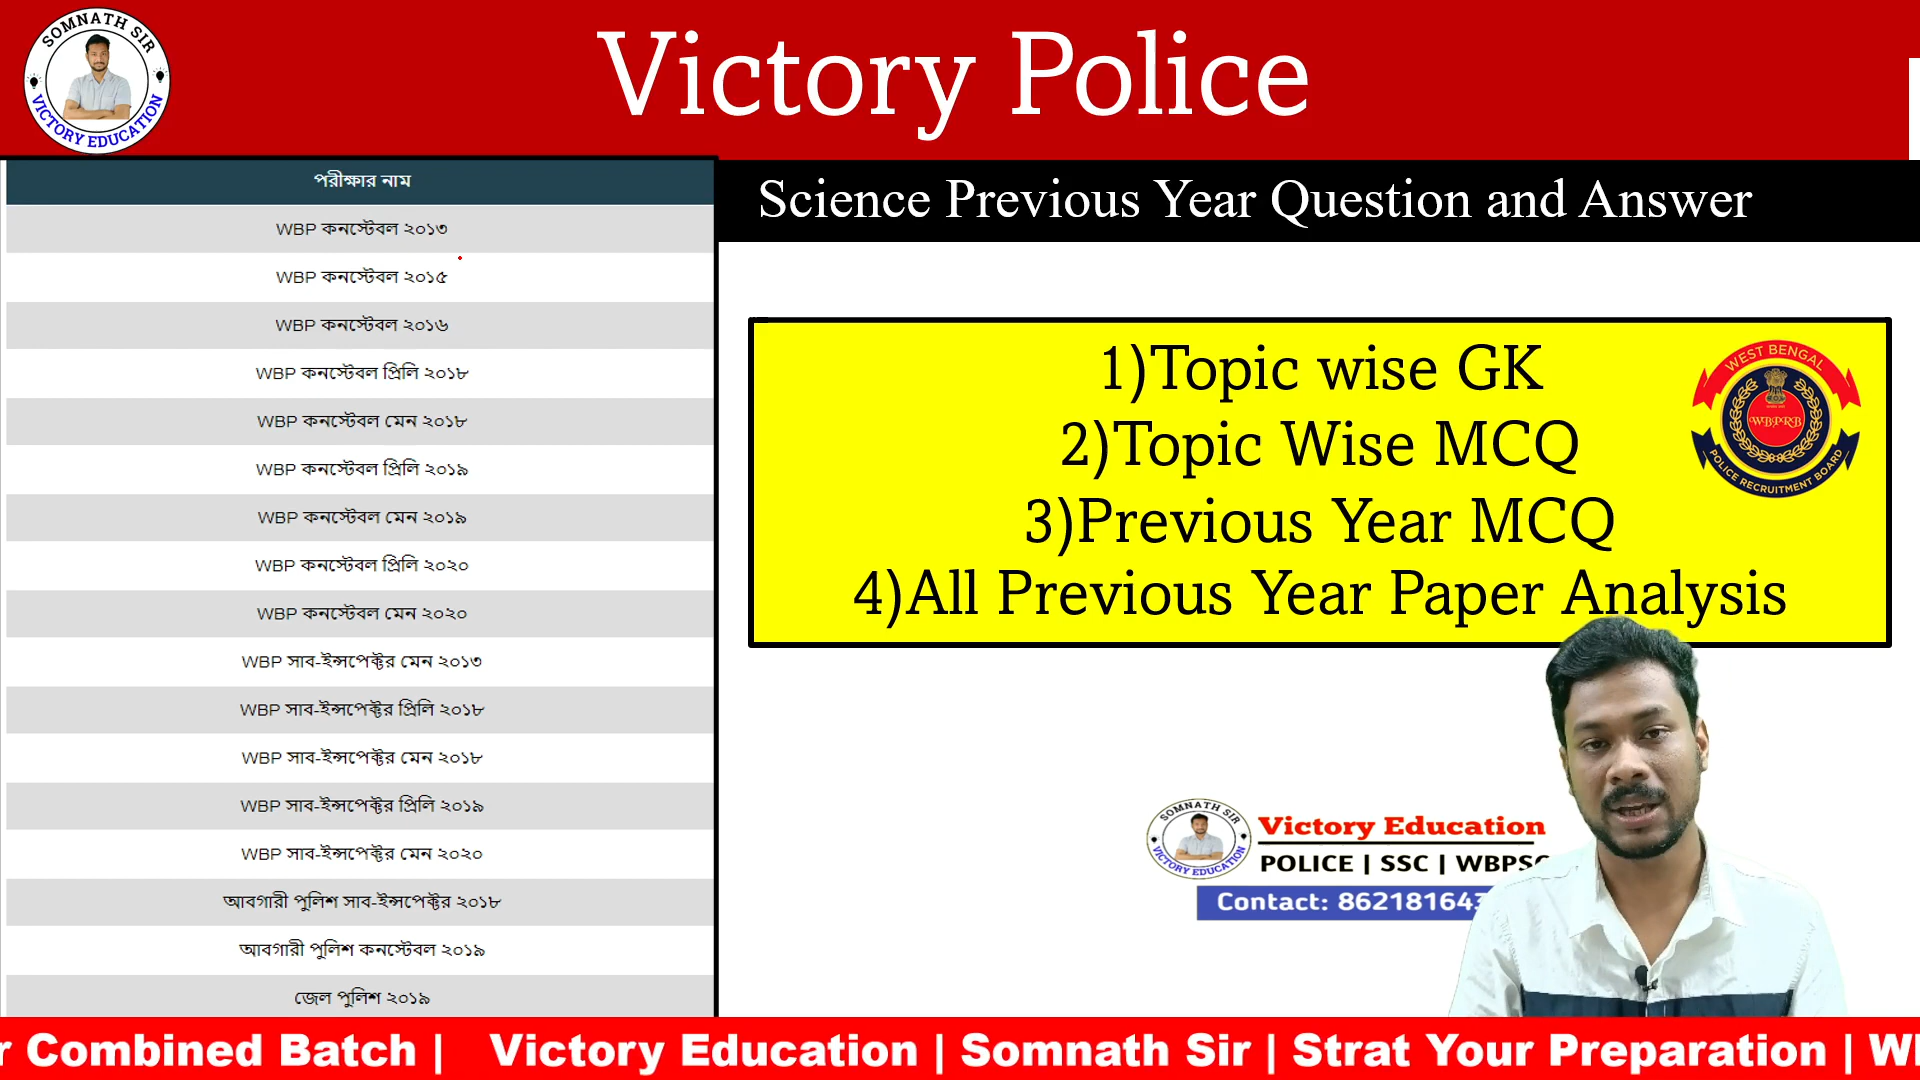 SOMNATH SIR
VICTORY EDUCATION
Victory Police
পরীক্ষার নাম
WBP কনস্টেবল ২০১৩
WBP কনস্টেবল ২০১৫
WBP কনস্টেবল ২০১৬
WBP কনস্টেবল প্রিলি ২০১৮
WBP কনস্টেবল মেন ২০১৮
WBP কনস্টেবল প্রিলি ২০১৯
WBP কনস্টেবল মেন ২০১৯
WBP কনস্টেবল প্রিলি ২০২০
WBP কনস্টেবল মেন ২০২০
WBP সাব-ইন্সপেক্টর মেন ২০১৩
WBP সাব-ইন্সপেক্টর প্রিলি ২০১৮
WBP সাব-ইন্সপেক্টর মেন ২০১৮
WBP সাব-ইন্সপেক্টর প্রিলি ২০১৯
WBP সাব-ইন্সপেক্টর মেন ২০২০
আবগারী পুলিশ সাব-ইন্সপেক্টর ২০১৮
আবগারী পুলিশ কনস্টেবল ২০১৯
জেল পুলিশ ২০১৯
Science Previous Year Question and Answer
1)Topic wise GK
2)Topic Wise MCQ
3)Previous Year MCQ
4)All Previous Year Paper Analysis
WEST BENGAL
WBPRB
POLICE RECRUITMENT BOARD
SOMNATH SIR
VICTORY EDUCATION
Victory Education
POLICE | SSC | WBPSC
Contact: 86218164
r Combined Batch | Victory Education | Somnath Sir | Strat Your Preparation |